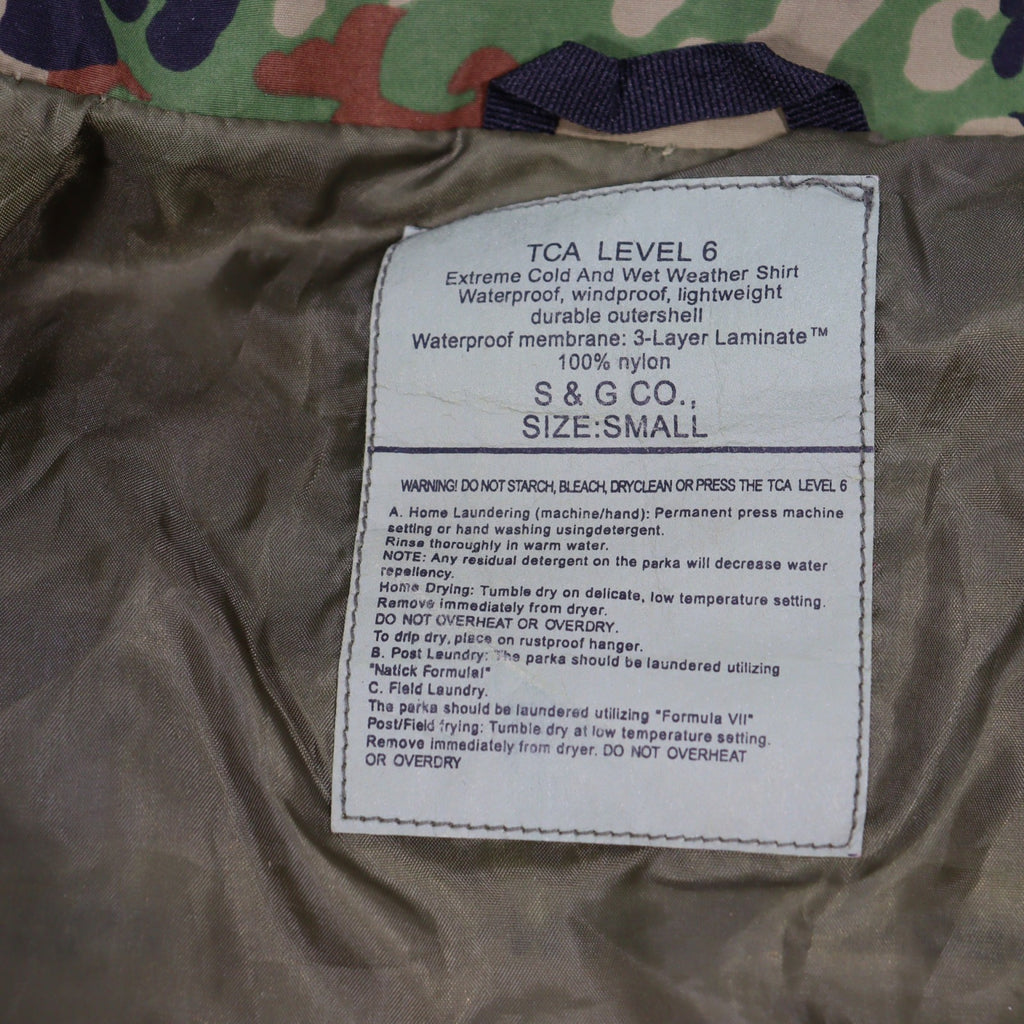 TCA LEVEL 6
Extreme Cold And Wet Weather Shirt
Waterproof, windproof, lightweight
durable outershell
Waterproof membrane: 3-Layer Laminate™
100% nylon
S & G CO.,
SIZE:SMALL
WARNING! DO NOT STARCH, BLEACH, DRYCLEAN OR PRESS THE TCA LEVEL 6
A. Home Laundering (machine/hand): Permanent press machine
setting or hand washing usingdetergent.
Rinse thoroughly in warm water.
NOTE: Any residual detergent on the parka will decrease water
repellency.
Home Drying: Tumble dry on delicate, low temperature setting.
Remove immediately from dryer.
DO NOT OVERHEAT OR OVERDRY.
To drip dry, place on rustproof hanger.
B. Post Laundry: The parka should be laundered utilizing
"Natick Formulal"
C. Field Laundry.
The parka should be laundered utilizing "Formula VII"
Post/Field frying: Tumble dry at low temperature setting.
Remove immediately from dryer. DO NOT OVERHEAT
OR OVERDRY